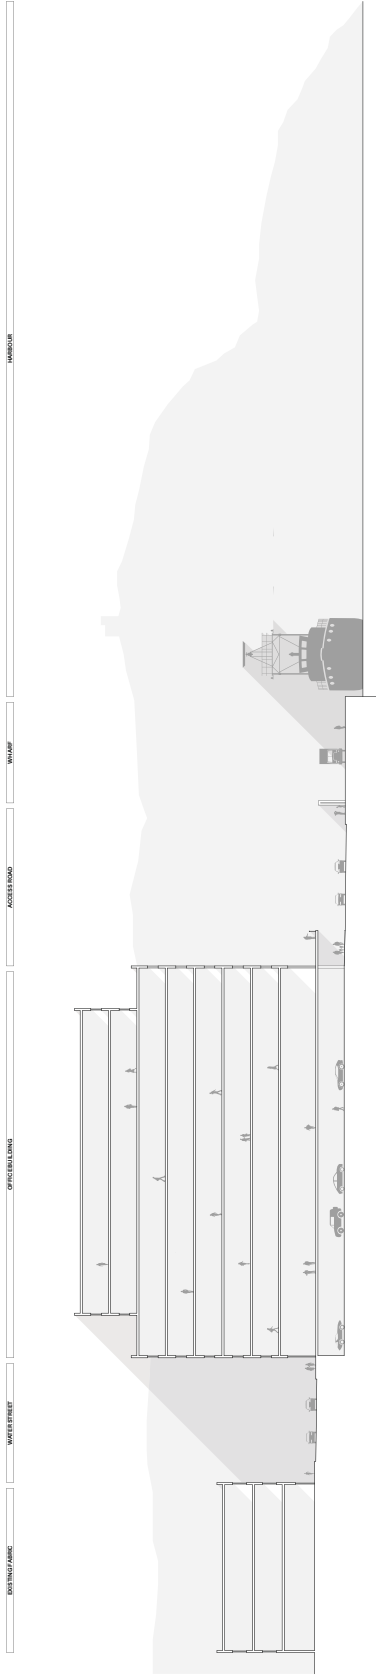 HARBOUR
WHARF
ACCESS ROAD
OFFICE BUILDING
WATER STREET
EXISTING FABRIC